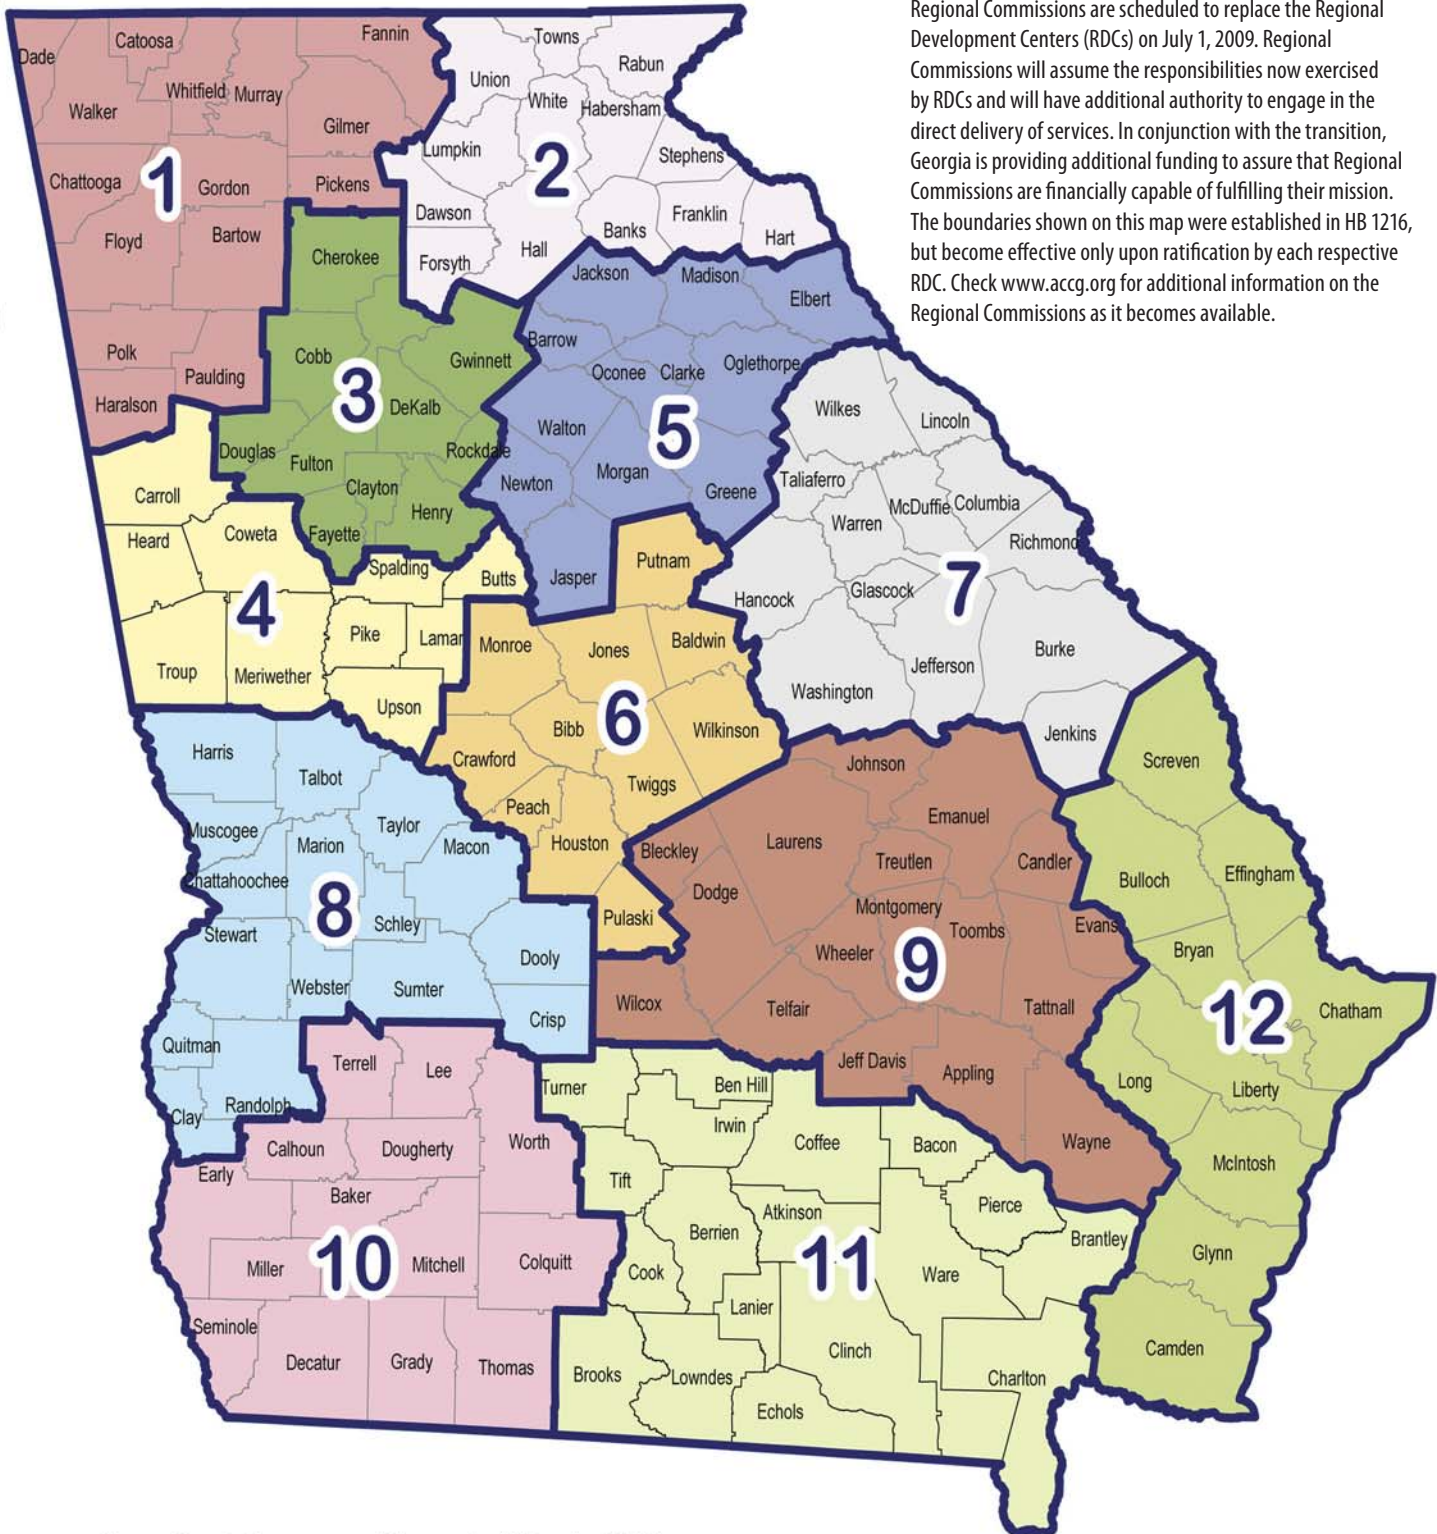 Regional Commissions are scheduled to replace the Regional
Development Centers (RDCs) on July 1, 2009. Regional
Commissions will assume the responsibilities now exercised
by RDCs and will have additional authority to engage in the
direct delivery of services. In conjunction with the transition,
Georgia is providing additional funding to assure that Regional
Commissions are financially capable of fulfilling their mission.
The boundaries shown on this map were established in HB 1216,
but become effective only upon ratification by each respective
RDC. Check www.accg.org for additional information on the
Regional Commissions as it becomes available.
1
Dade
Catoosa
Fannin
Walker
Whitfield
Murray
Gilmer
Chattooga
Gordon
Pickens
Floyd
Bartow
Polk
Paulding
Haralson
2
Towns
Union
Rabun
White
Habersham
Lumpkin
Stephens
Dawson
Hall
Banks
Franklin
Hart
Forsyth
3
Cherokee
Cobb
Gwinnett
DeKalb
Douglas
Fulton
Rockdale
Clayton
Henry
Fayette
4
Carroll
Heard
Coweta
Spalding
Butts
Troup
Meriwether
Pike
Lamar
Upson
5
Jackson
Madison
Elbert
Barrow
Oconee
Clarke
Oglethorpe
Walton
Morgan
Newton
Greene
Jasper
6
Putnam
Monroe
Jones
Baldwin
Bibb
Wilkinson
Crawford
Twiggs
Peach
Houston
Pulaski
7
Wilkes
Lincoln
Taliaferro
McDuffie
Columbia
Warren
Richmond
Hancock
Glascock
Burke
Jefferson
Washington
Jenkins
8
Harris
Talbot
Muscogee
Marion
Taylor
Macon
Chattahoochee
Schley
Stewart
Dooly
Webster
Sumter
Crisp
Quitman
Clay
Randolph
9
Johnson
Emanuel
Laurens
Bleckley
Treutlen
Candler
Dodge
Montgomery
Toombs
Evans
Wheeler
Wilcox
Telfair
Tattnall
Jeff Davis
Appling
Wayne
10
Terrell
Lee
Calhoun
Dougherty
Worth
Early
Baker
Miller
Mitchell
Colquitt
Seminole
Decatur
Grady
Thomas
11
Turner
Ben Hill
Irwin
Coffee
Bacon
Tift
Atkinson
Pierce
Berrien
Brantley
Cook
Ware
Lanier
Clinch
Brooks
Lowndes
Charlton
Echols
12
Screven
Bulloch
Effingham
Bryan
Chatham
Long
Liberty
McIntosh
Glynn
Camden